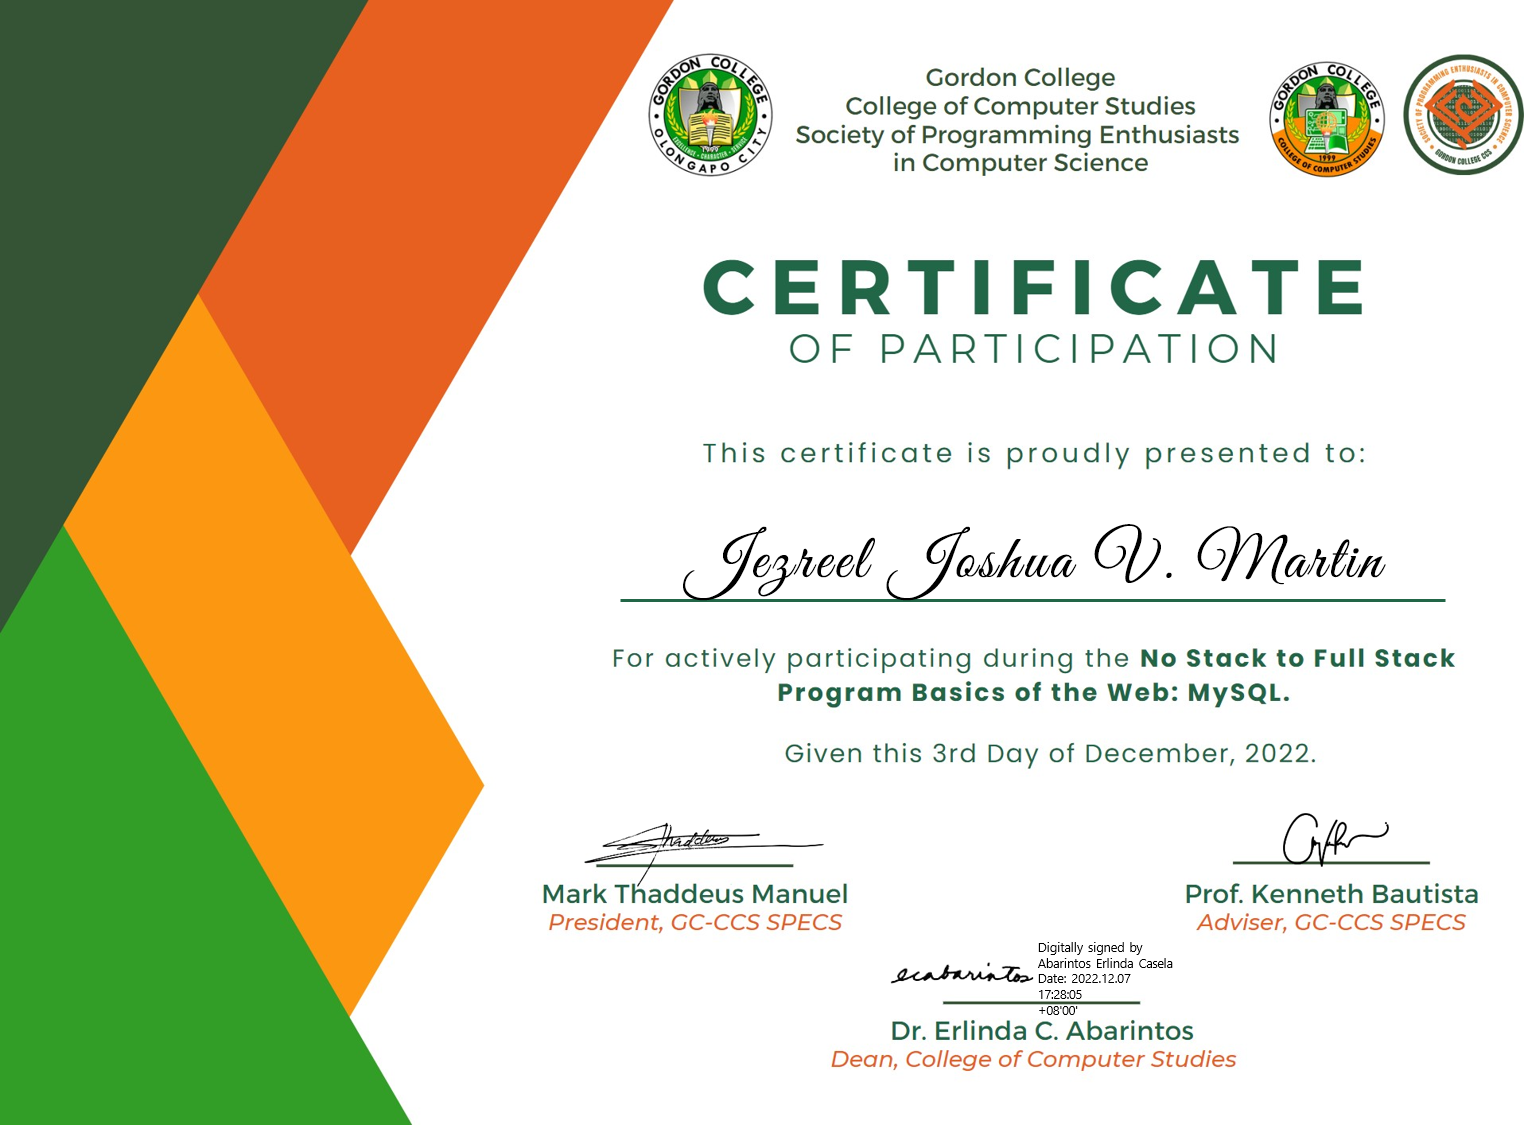 GORDON COLLEGE
OLONGAPO CITY
EXCELLENCE • CHARACTER • SERVICE
1999
Gordon College
College of Computer Studies
Society of Programming Enthusiasts
in Computer Science
GORDON COLLEGE
1999
COLLEGE OF COMPUTER STUDIES
SOCIETY OF PROGRAMMING ENTHUSIASTS IN COMPUTER SCIENCE
GORDON COLLEGE CCS
CERTIFICATE
OF PARTICIPATION
This certificate is proudly presented to:
Jezreel Joshua V. Martin
For actively participating during the No Stack to Full Stack
Program Basics of the Web: MySQL.
Given this 3rd Day of December, 2022.
Thaddeus
Mark Thaddeus Manuel
President, GC-CCS SPECS
Prof. Kenneth Bautista
Adviser, GC-CCS SPECS
ecabarintos
Digitally signed by
Abarintos Erlinda Casela
Date: 2022.12.07
17:28:05
+08'00'
Dr. Erlinda C. Abarintos
Dean, College of Computer Studies